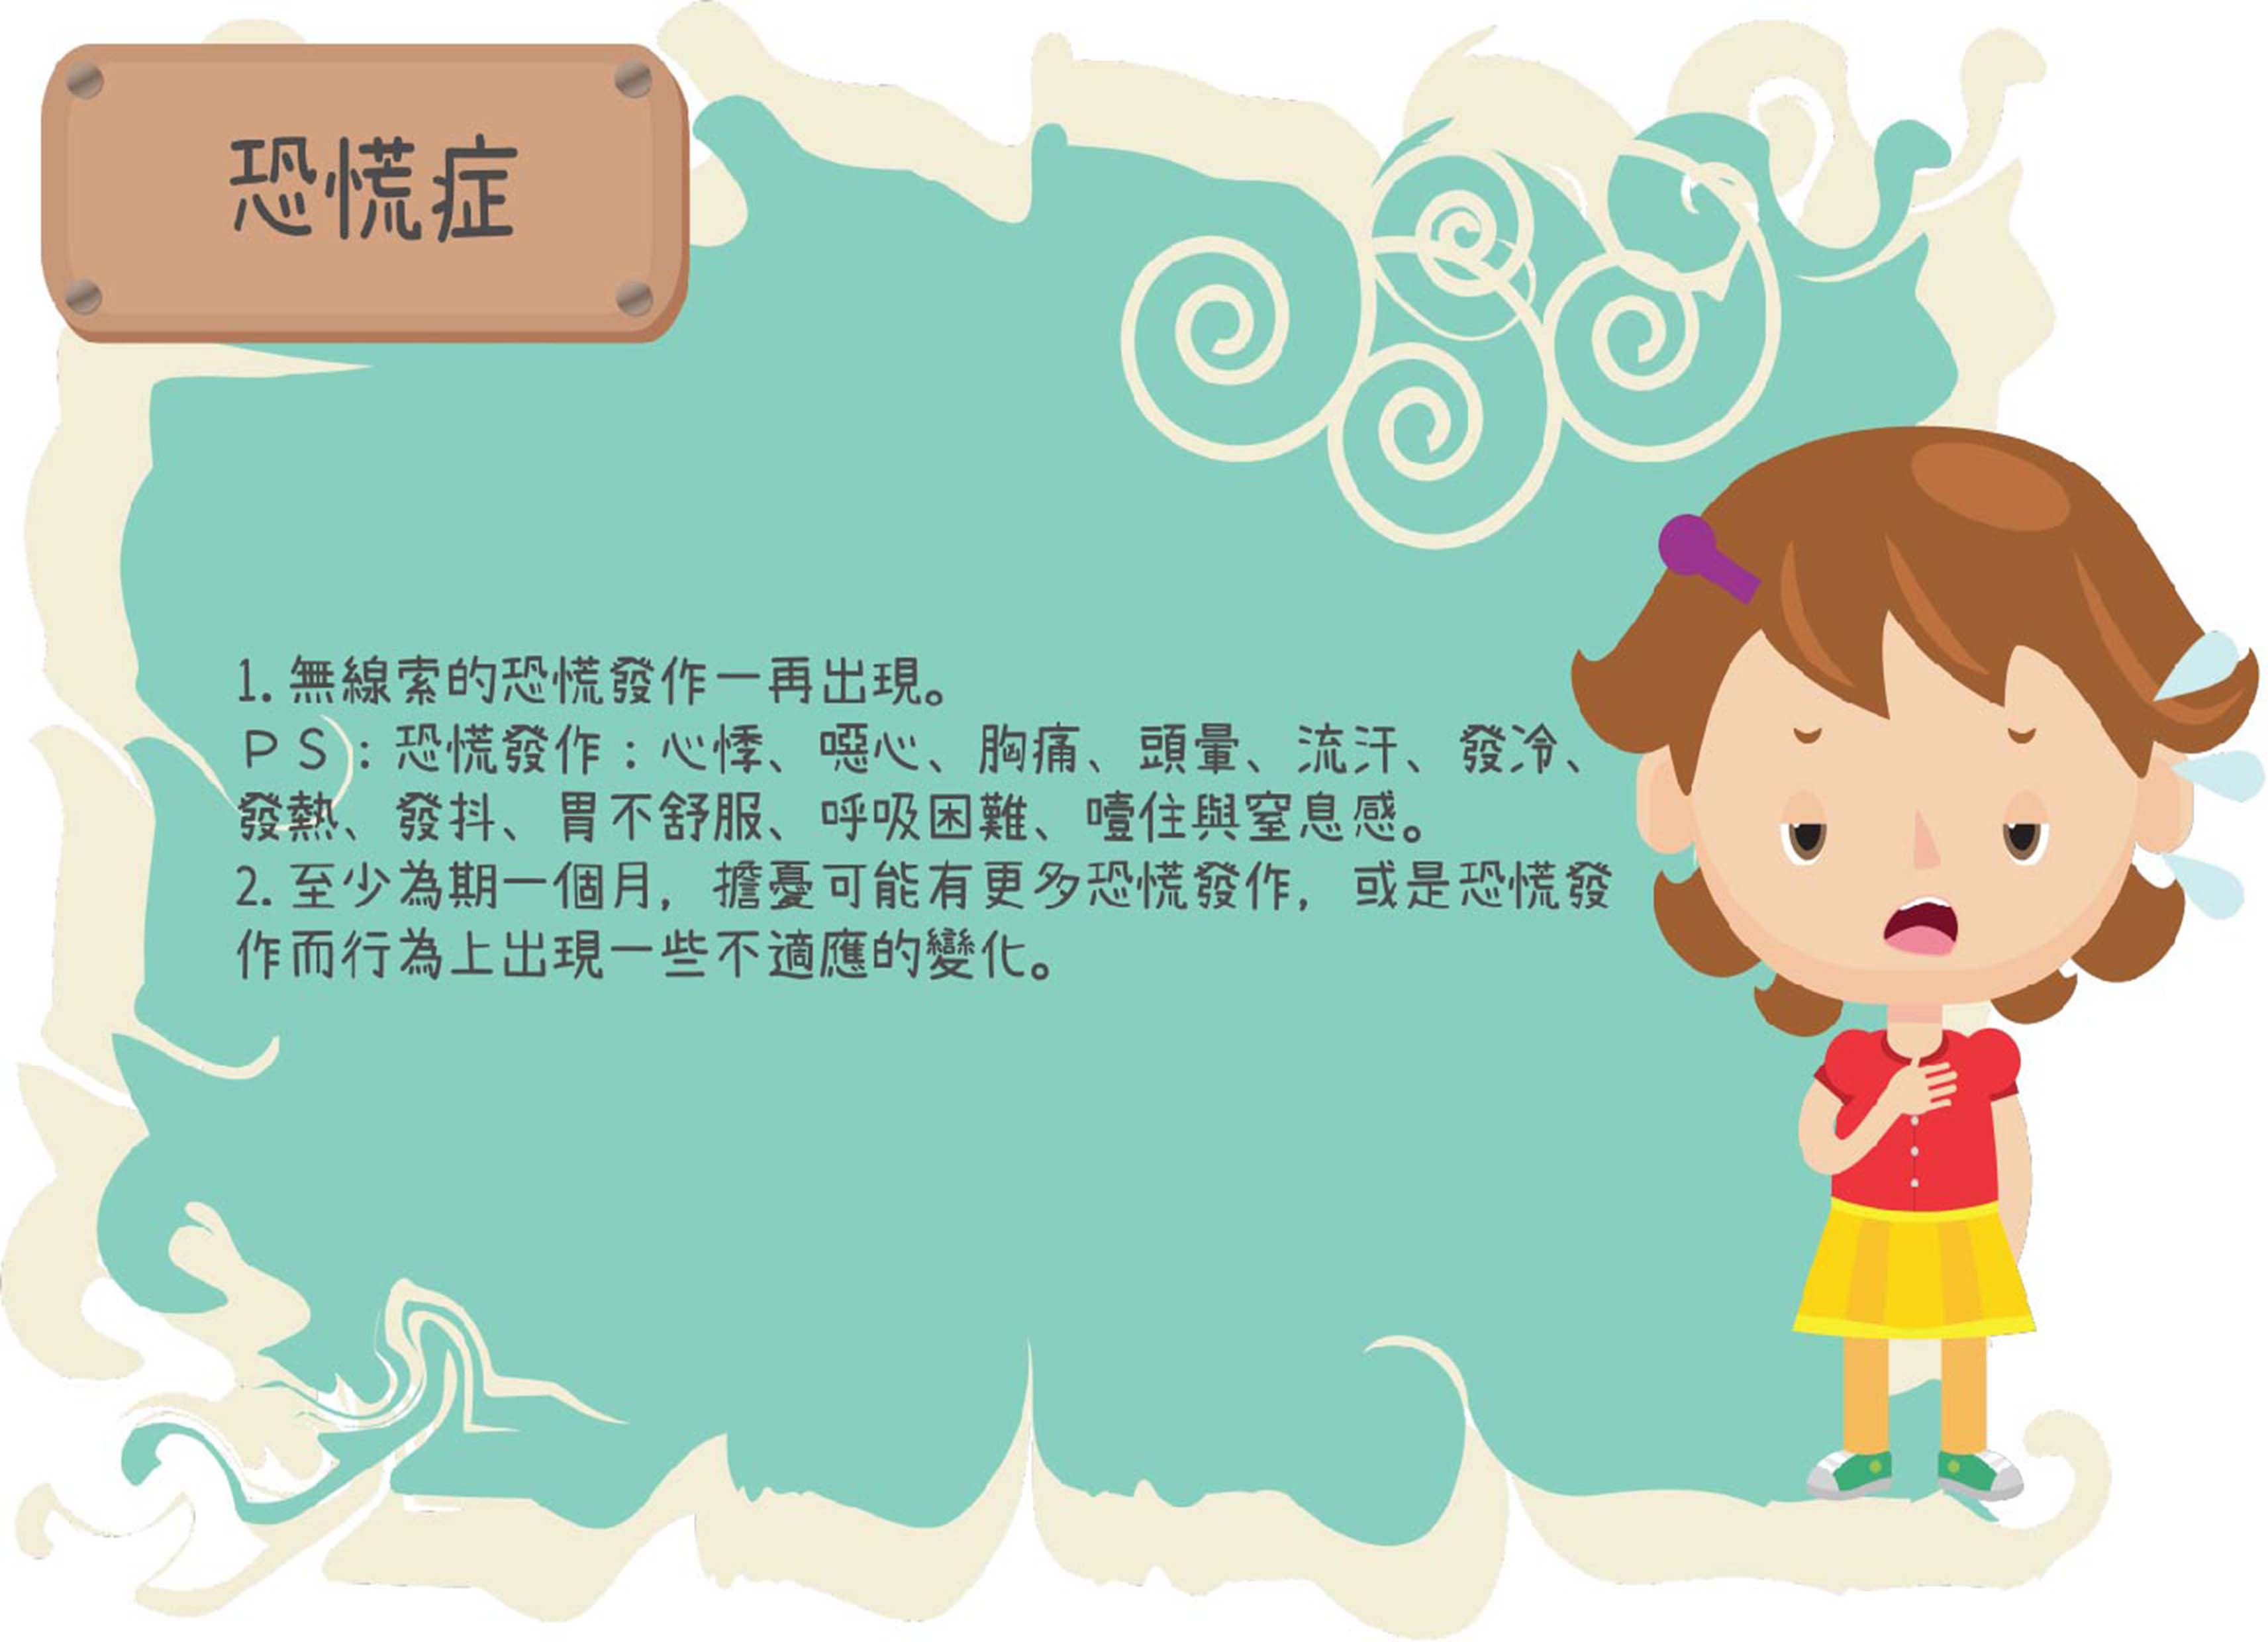 恐慌症
1. 無線索的恐慌發作一再出現。
ＰＳ：恐慌發作：心悸、噁心、胸痛、頭暈、流汗、發冷、
發熱、發抖、胃不舒服、呼吸困難、噎住與窒息感。
2. 至少為期一個月，擔憂可能有更多恐慌發作，或是恐慌發
作而行為上出現一些不適應的變化。